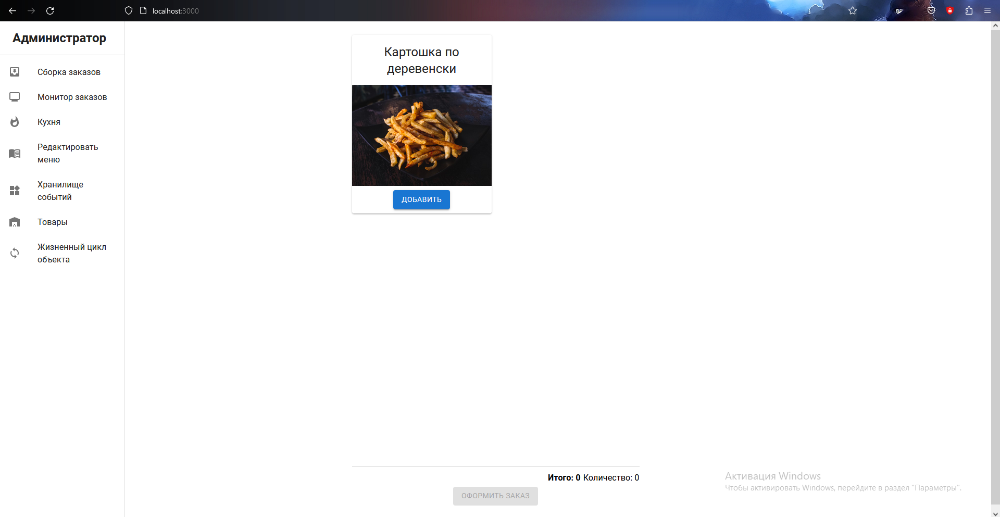 localhost:3000
Администратор
Сборка заказов
Монитор заказов
Кухня
Редактировать
меню
Хранилище
событий
Товары
Жизненный цикл
объекта
Картошка по
деревенски
ДОБАВИТЬ
Итого: 0 Количество: 0
ОФОРМИТЬ ЗАКАЗ
Активация Windows
Чтобы активировать Windows, перейдите в раздел "Параметры".